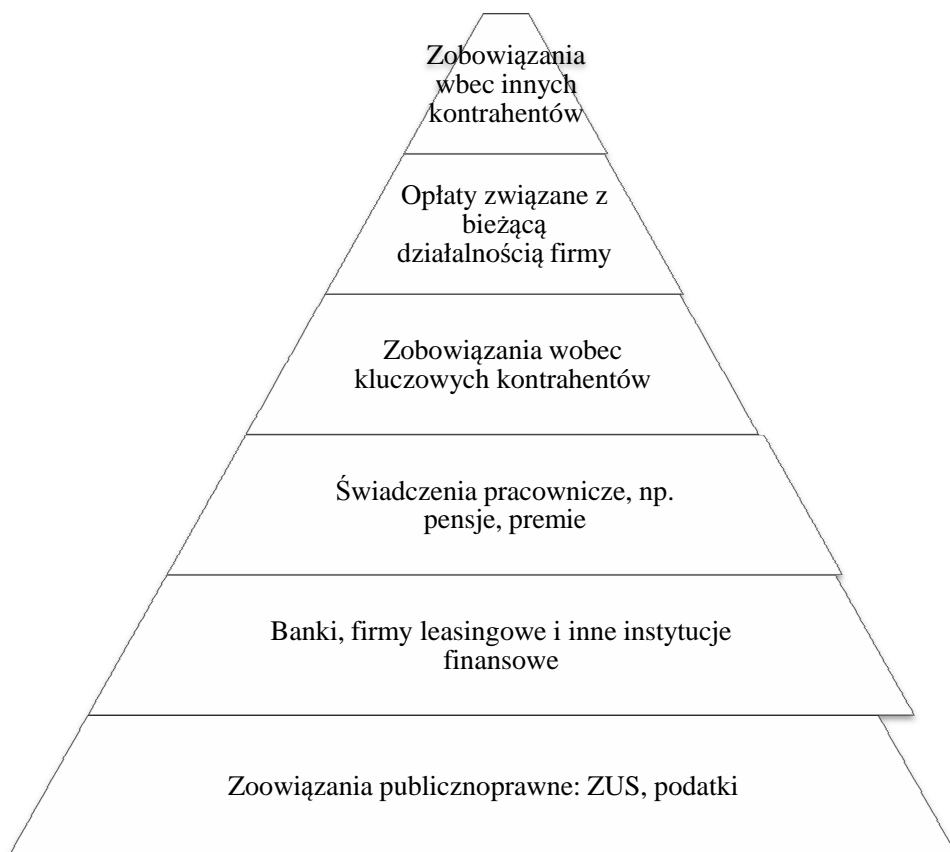 Zobowiązania
wbec innych
kontrahentów
Opłaty związane z
bieżącą
działalnością firmy
Zobowiązania wobec
kluczowych kontrahentów
Świadczenia pracownicze, np.
pensje, premie
Banki, firmy leasingowe i inne instytucje
finansowe
Zoowiązania publicznoprawne: ZUS, podatki